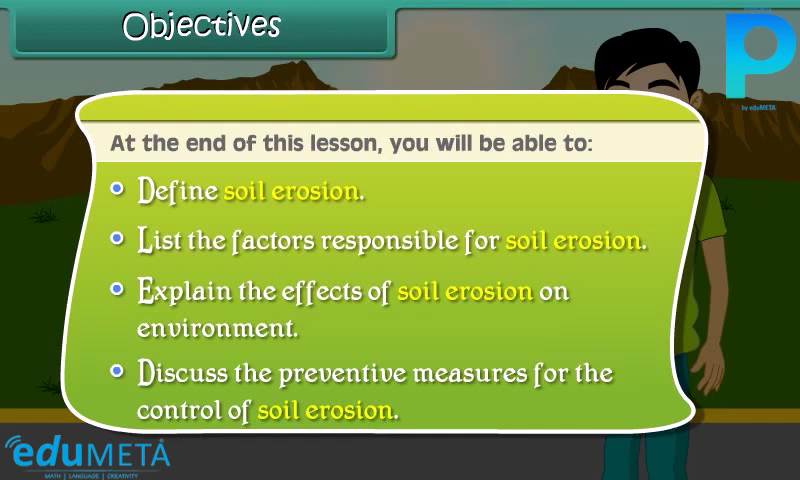 Objectives
by eduMETA
At the end of this lesson, you will be able to:
Define soil erosion.
List the factors responsible for soil erosion.
Explain the effects of soil erosion on
environment.
Discuss the preventive measures for the
control of soil erosion.
eduMETA
MATH | LANGUAGE | CREATIVITY